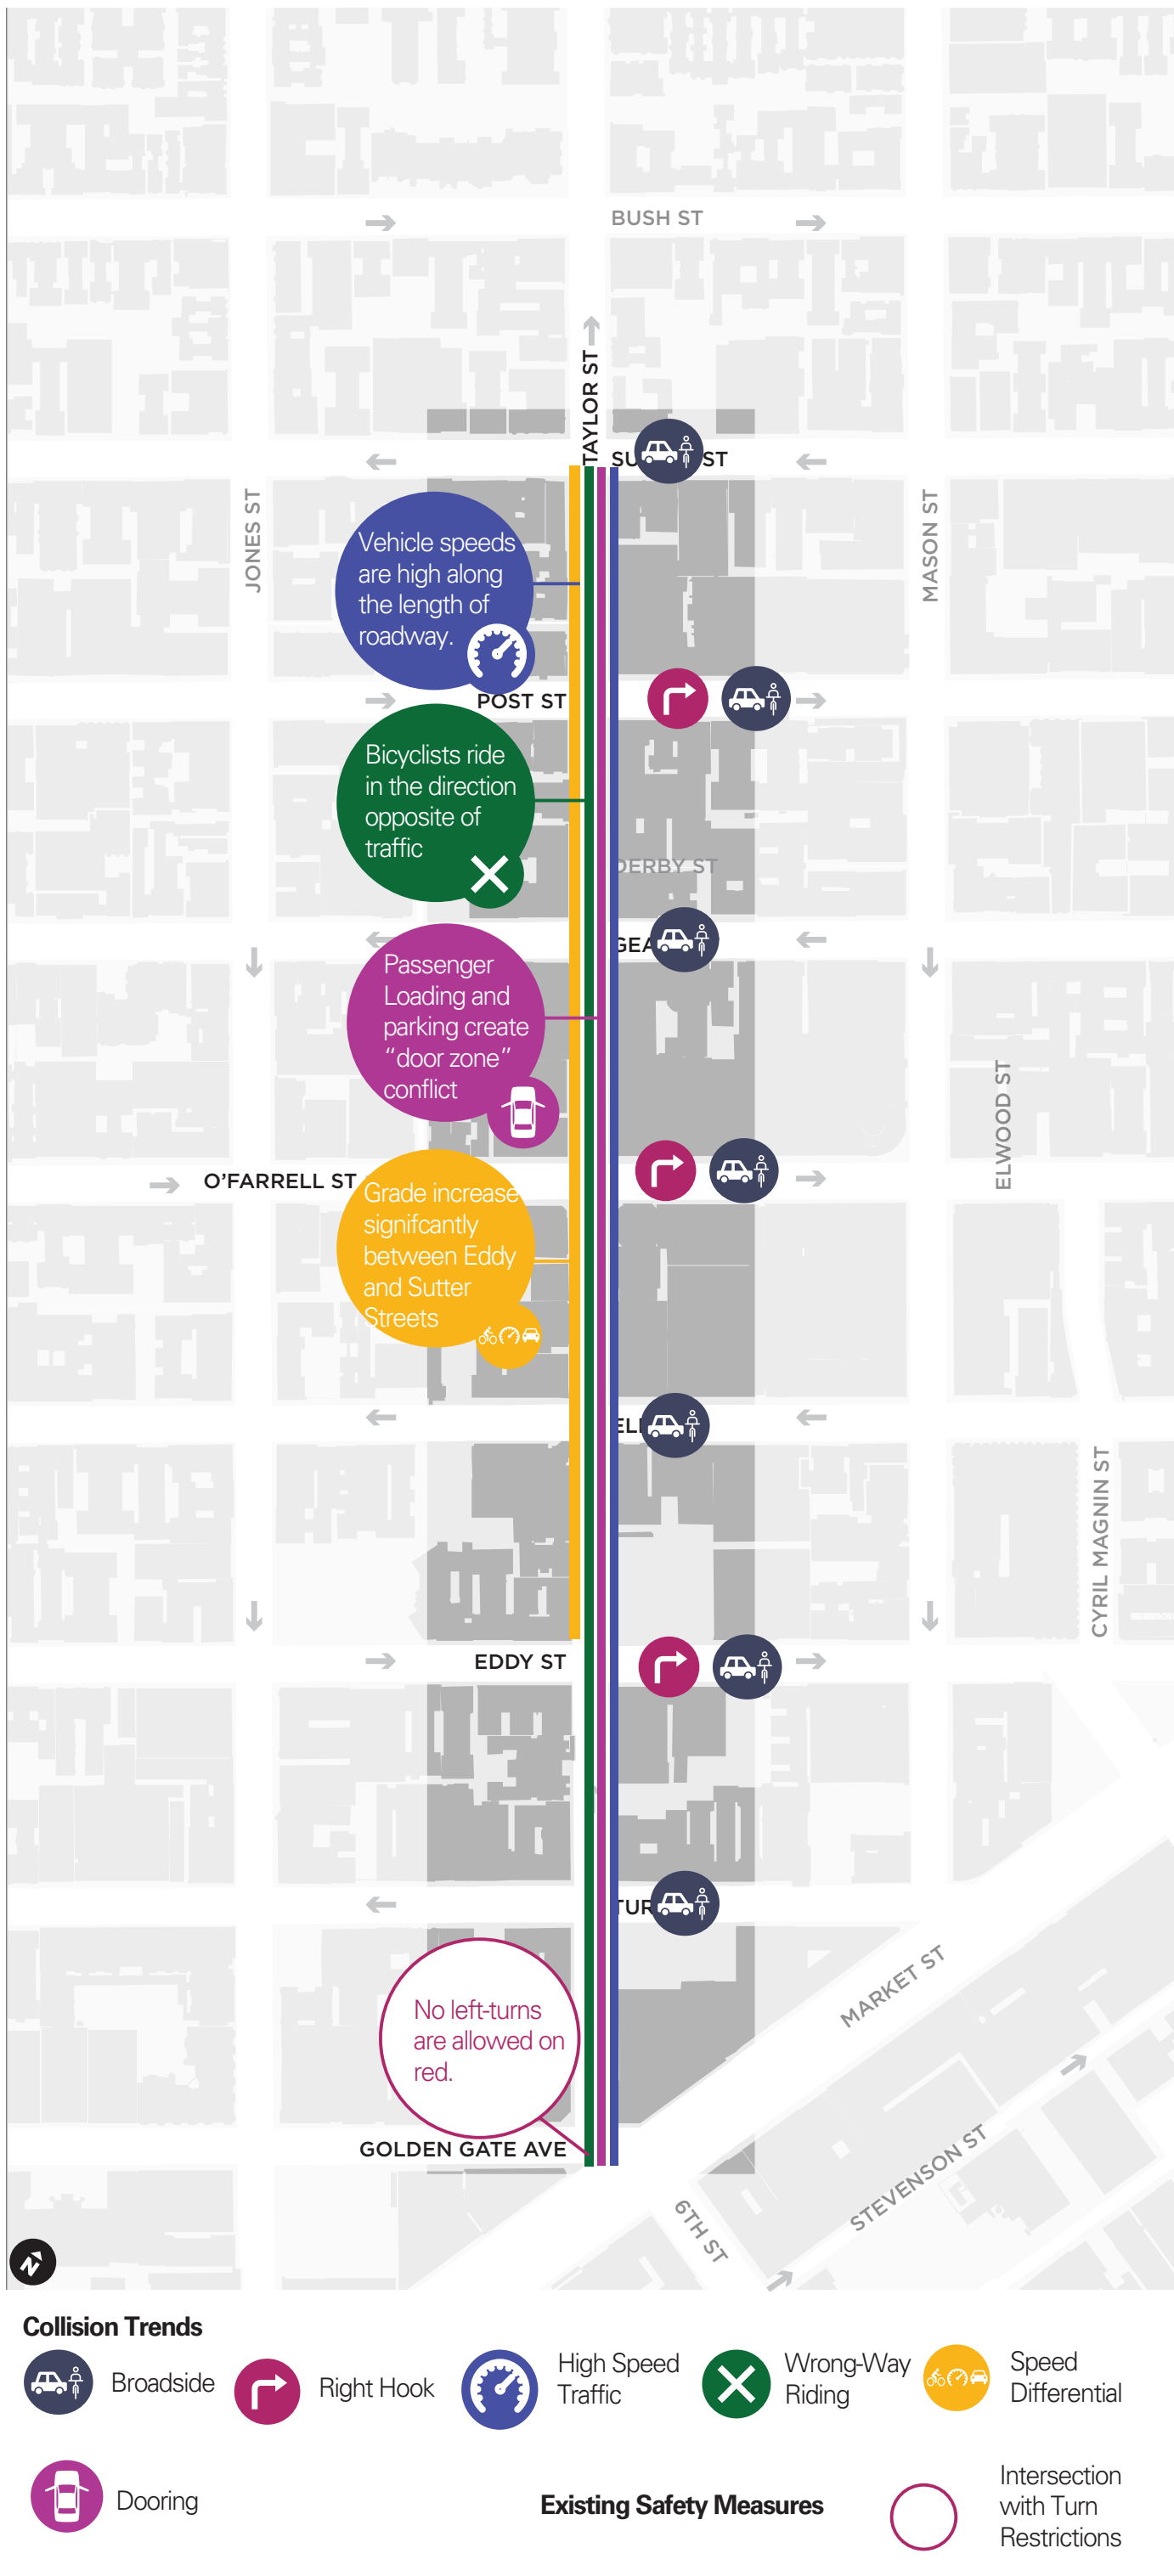 BUSH ST
TAYLOR ST
ST
JONES ST
MASON ST
Vehicle speeds
are high along
the length of
roadway.
POST ST
Bicyclists ride
in the direction
opposite of
traffic
DERBY ST
Passenger
Loading and
parking create
“door zone”
conflict
ELWOOD ST
O’FARRELL ST
Grade increase
signifcantly
between Eddy
and Sutter
Streets
CYRIL MAGNIN ST
EDDY ST
No left-turns
are allowed on
red.
MARKET ST
GOLDEN GATE AVE
STEVENSON ST
6TH ST
N
Collision Trends
Broadside
Right Hook
High Speed
Traffic
Wrong-Way
Riding
Speed
Differential
Dooring
Existing Safety Measures
Intersection
with Turn
Restrictions